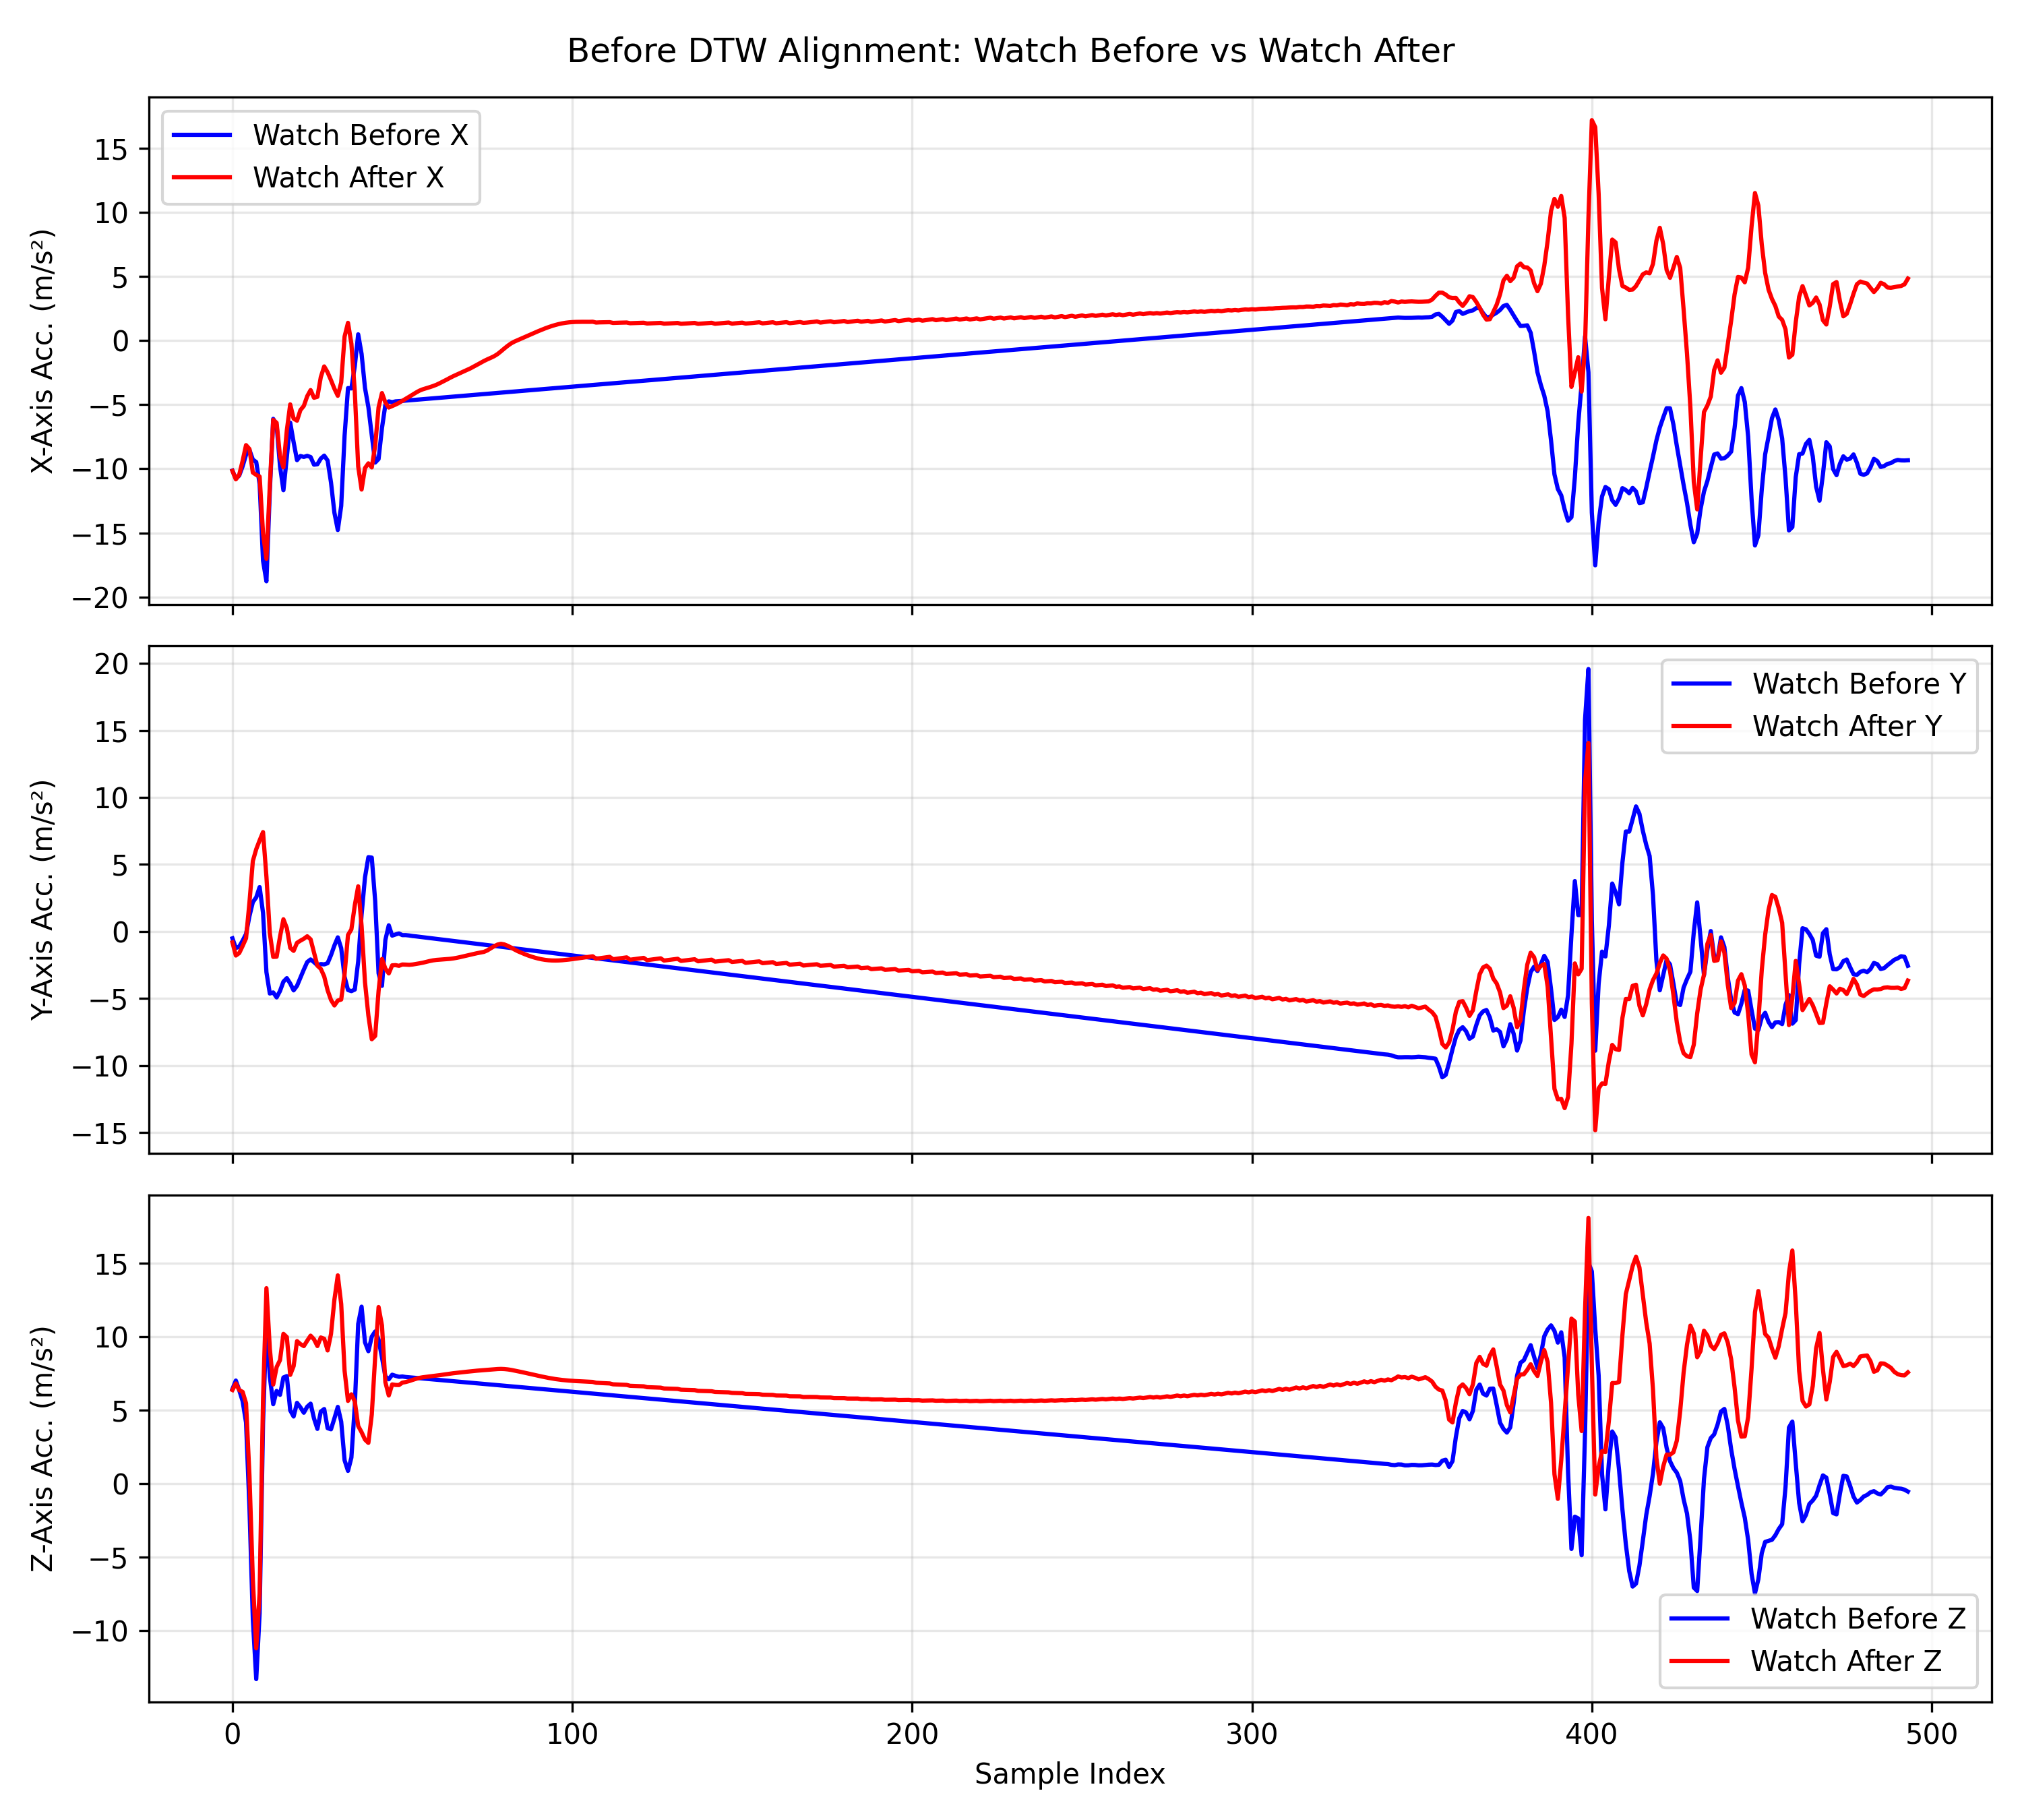 Before DTW Alignment: Watch Before vs Watch After
X-Axis Acc. (m/s²)
15
10
5
0
−5
−10
−15
−20
Watch Before X
Watch After X
Y-Axis Acc. (m/s²)
20
15
10
5
0
−5
−10
−15
Watch Before Y
Watch After Y
Z-Axis Acc. (m/s²)
15
10
5
0
−5
−10
Watch Before Z
Watch After Z
0 100 200 300 400 500
Sample Index